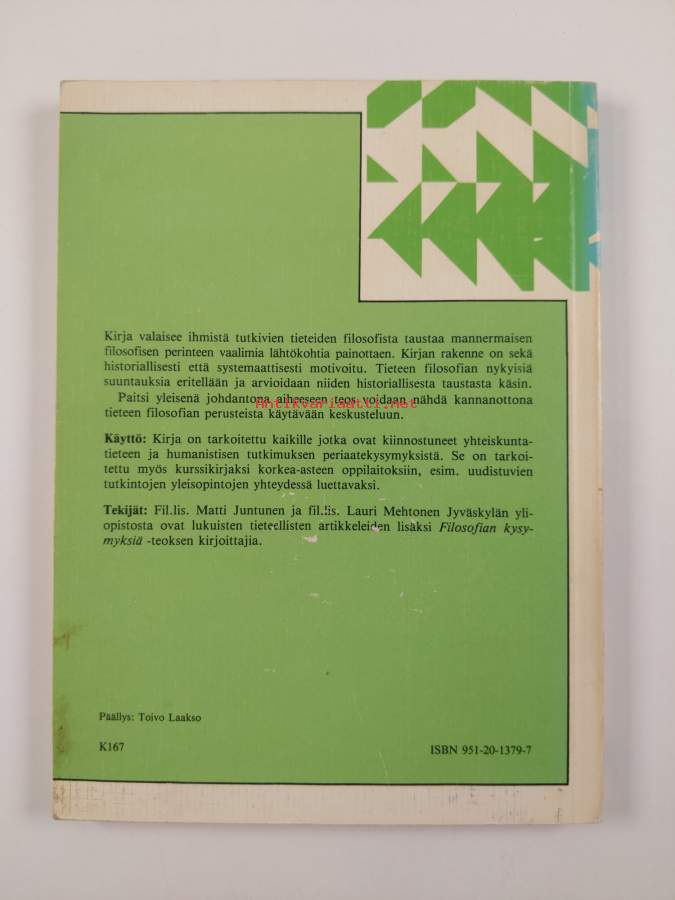 Kirja valaisee ihmistä tutkivien tieteiden filosofista taustaa mannermaisen
filosofisen perinteen vaalimia lähtökohtia painottaen. Kirjan rakenne on sekä
historiallisesti että systemaattisesti motivoitu. Tieteen filosofian nykyisiä
suuntauksia eritellään ja arvioidaan niiden historiallisesta taustasta käsin.
Paitsi yleisenä johdantona aiheeseen teos voidaan nähdä kannanottona
Antikvariaatti.net
tieteen filosofian perusteista käytävään keskusteluun.
Käyttö: Kirja on tarkoitettu kaikille jotka ovat kiinnostuneet yhteiskunta-
tieteen ja humanistisen tutkimuksen periaatekysymyksistä. Se on tarkoi-
tettu myös kurssikirjaksi korkea-asteen oppilaitoksiin, esim. uudistuvien
tutkintojen yleisopintojen yhteydessä luettavaksi.
Tekijät: Fil.lis. Matti Juntunen ja fil.lis. Lauri Mehtonen Jyväskylän yli-
opistosta ovat lukuisten tieteellisten artikkeleiden lisäksi Filosofian kysy-
myksiä -teoksen kirjoittajia.
Päällys: Toivo Laakso
K167
ISBN 951-20-1379-7